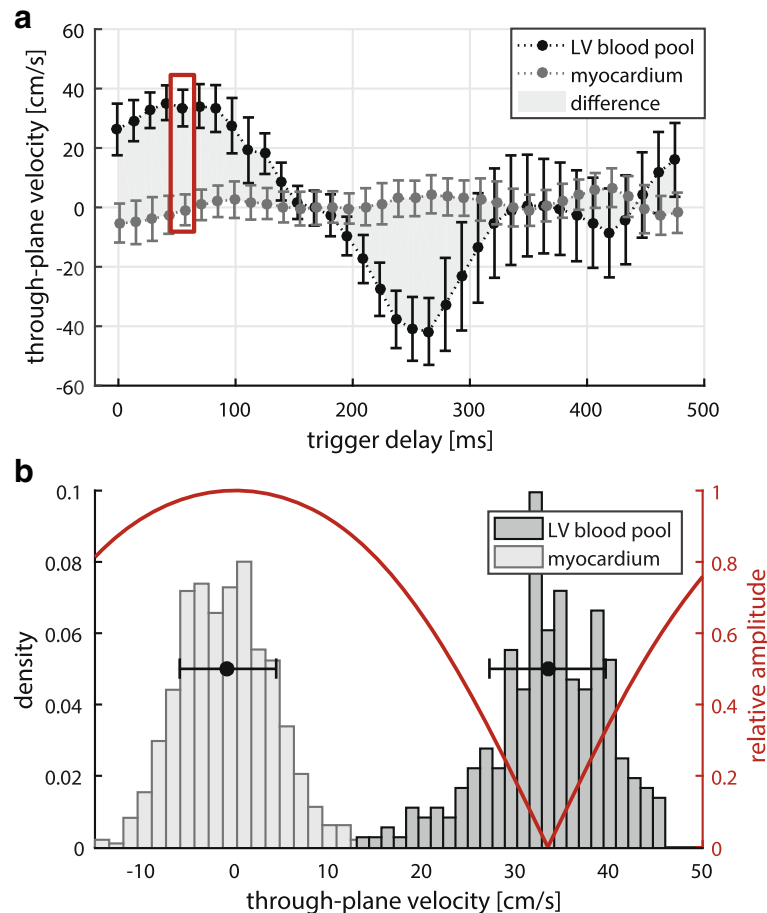 a
through-plane velocity [cm/s]
60
40
20
0
-20
-40
-60
LV blood pool
myocardium
difference
0 100 200 300 400 500
trigger delay [ms]
b
density
0.1
0.08
0.06
0.04
0.02
0
LV blood pool
myocardium
1
0.8
0.6
0.4
0.2
0
relative amplitude
-10 0 10 20 30 40 50
through-plane velocity [cm/s]